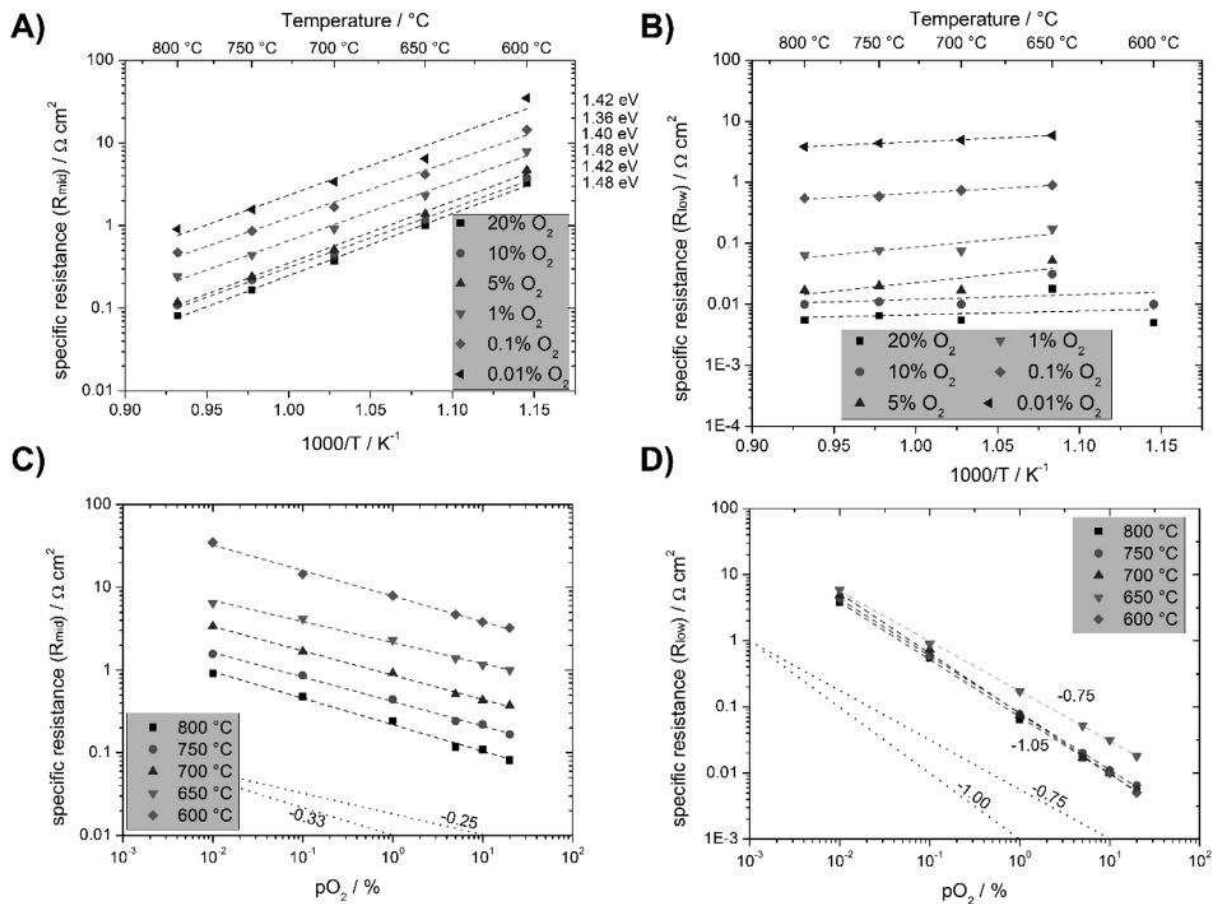 A)
Temperature / °C
800 °C 750 °C 700 °C 650 °C 600 °C
specific resistance (Rmid) / Ω cm²
100
10
1
0.1
0.01
1.42 eV
1.36 eV
1.40 eV
1.48 eV
1.42 eV
1.48 eV
20% O₂
10% O₂
5% O₂
1% O₂
0.1% O₂
0.01% O₂
0.90 0.95 1.00 1.05 1.10 1.15
1000/T / K⁻¹
B)
Temperature / °C
800 °C 750 °C 700 °C 650 °C 600 °C
specific resistance (Rlow) / Ω cm²
100
10
1
0.1
0.01
1E-3
1E-4
20% O₂ 1% O₂
10% O₂ 0.1% O₂
5% O₂ 0.01% O₂
0.90 0.95 1.00 1.05 1.10 1.15
1000/T / K⁻¹
C)
specific resistance (Rmid) / Ω cm²
100
10
1
0.1
0.01
800 °C
750 °C
700 °C
650 °C
600 °C
-0.33
-0.25
10⁻³ 10⁻² 10⁻¹ 10⁰ 10¹ 10²
pO₂ / %
D)
specific resistance (Rlow) / Ω cm²
100
10
1
0.1
0.01
1E-3
800 °C
750 °C
700 °C
650 °C
600 °C
-0.75
-1.05
-1.00
-0.75
10⁻³ 10⁻² 10⁻¹ 10⁰ 10¹ 10²
pO₂ / %